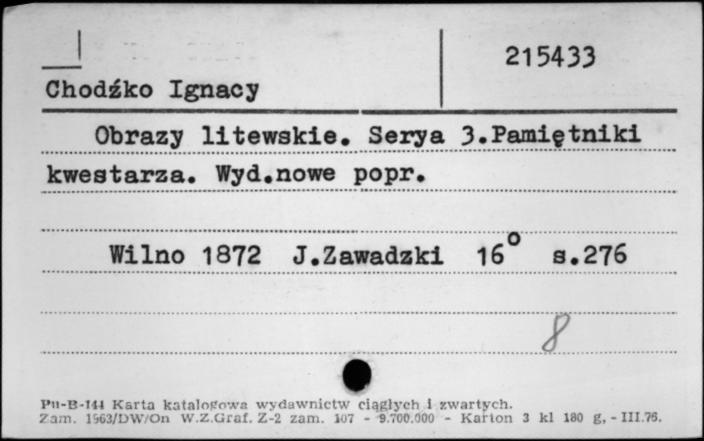 215433
Chodźko Ignacy
Obrazy litewskie. Serya 3.Pamiętniki
kwestarza. Wyd.nowe popr.
Wilno 1872 J.Zawadzki 16° s.276
8
Pu-B-144 Karta katalogowa wydawnictw ciągłych i zwartych.
Zam. 1563/DW/On W.Z.Graf. Z-2 zam. 107 - 9.700.000 - Karton 3 kl 180 g, - III.76.